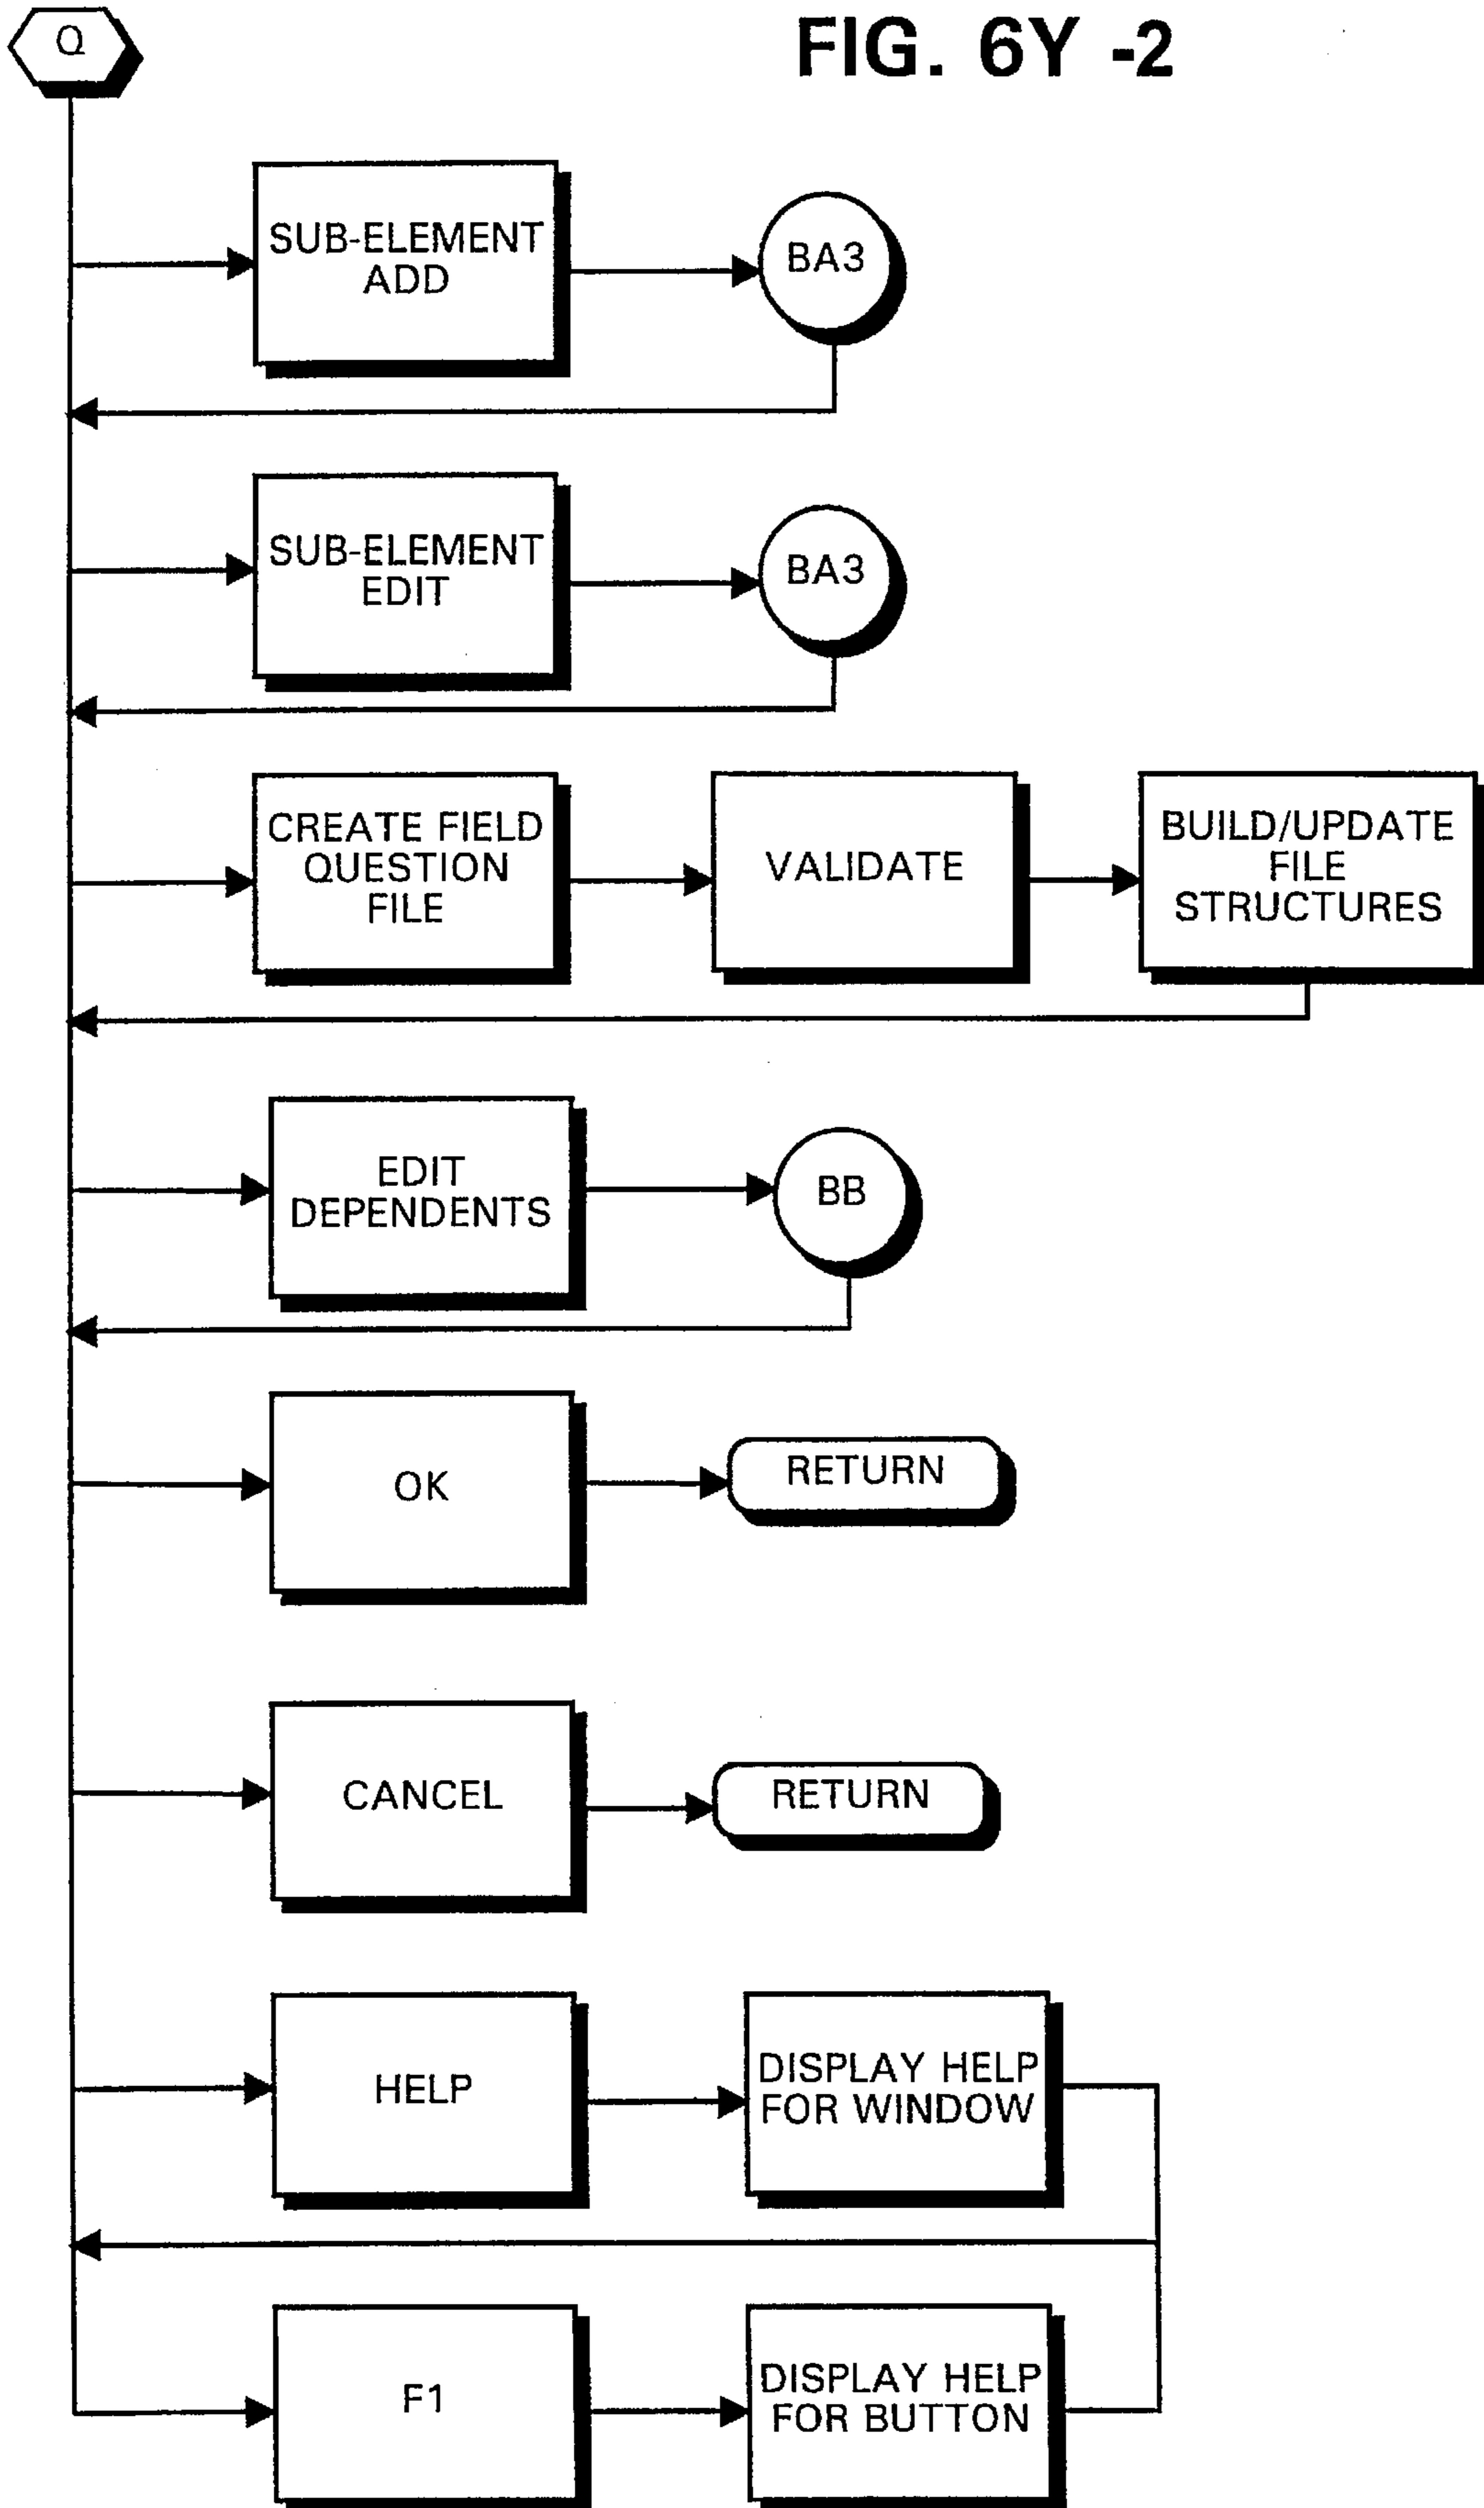 Q
FIG. 6Y -2
SUB-ELEMENT
ADD
BA3
SUB-ELEMENT
EDIT
BA3
CREATE FIELD
QUESTION
FILE
VALIDATE
BUILD/UPDATE
FILE
STRUCTURES
EDIT
DEPENDENTS
BB
OK
RETURN
CANCEL
RETURN
HELP
DISPLAY HELP
FOR WINDOW
F1
DISPLAY HELP
FOR BUTTON